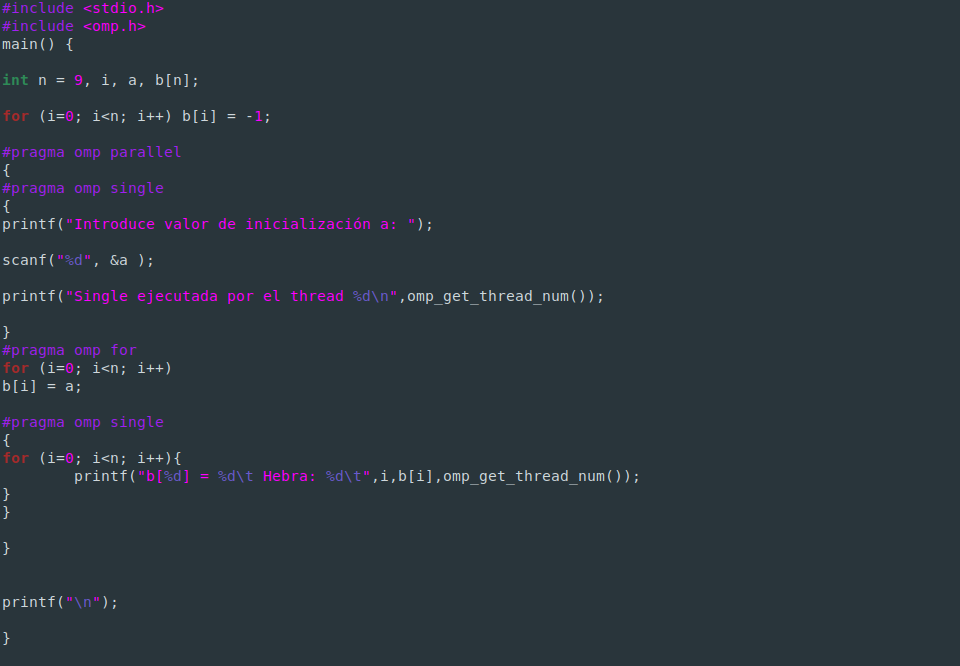 #include <stdio.h>
#include <omp.h>
main() {
int n = 9, i, a, b[n];
for (i=0; i<n; i++) b[i] = -1;
#pragma omp parallel
{
#pragma omp single
{
printf("Introduce valor de inicialización a: ");
scanf("%d", &a );
printf("Single ejecutada por el thread %d\n",omp_get_thread_num());
}
#pragma omp for
for (i=0; i<n; i++)
b[i] = a;
#pragma omp single
{
for (i=0; i<n; i++){
        printf("b[%d] = %d\t Hebra: %d\t",i,b[i],omp_get_thread_num());
}
}
}
printf("\n");
}